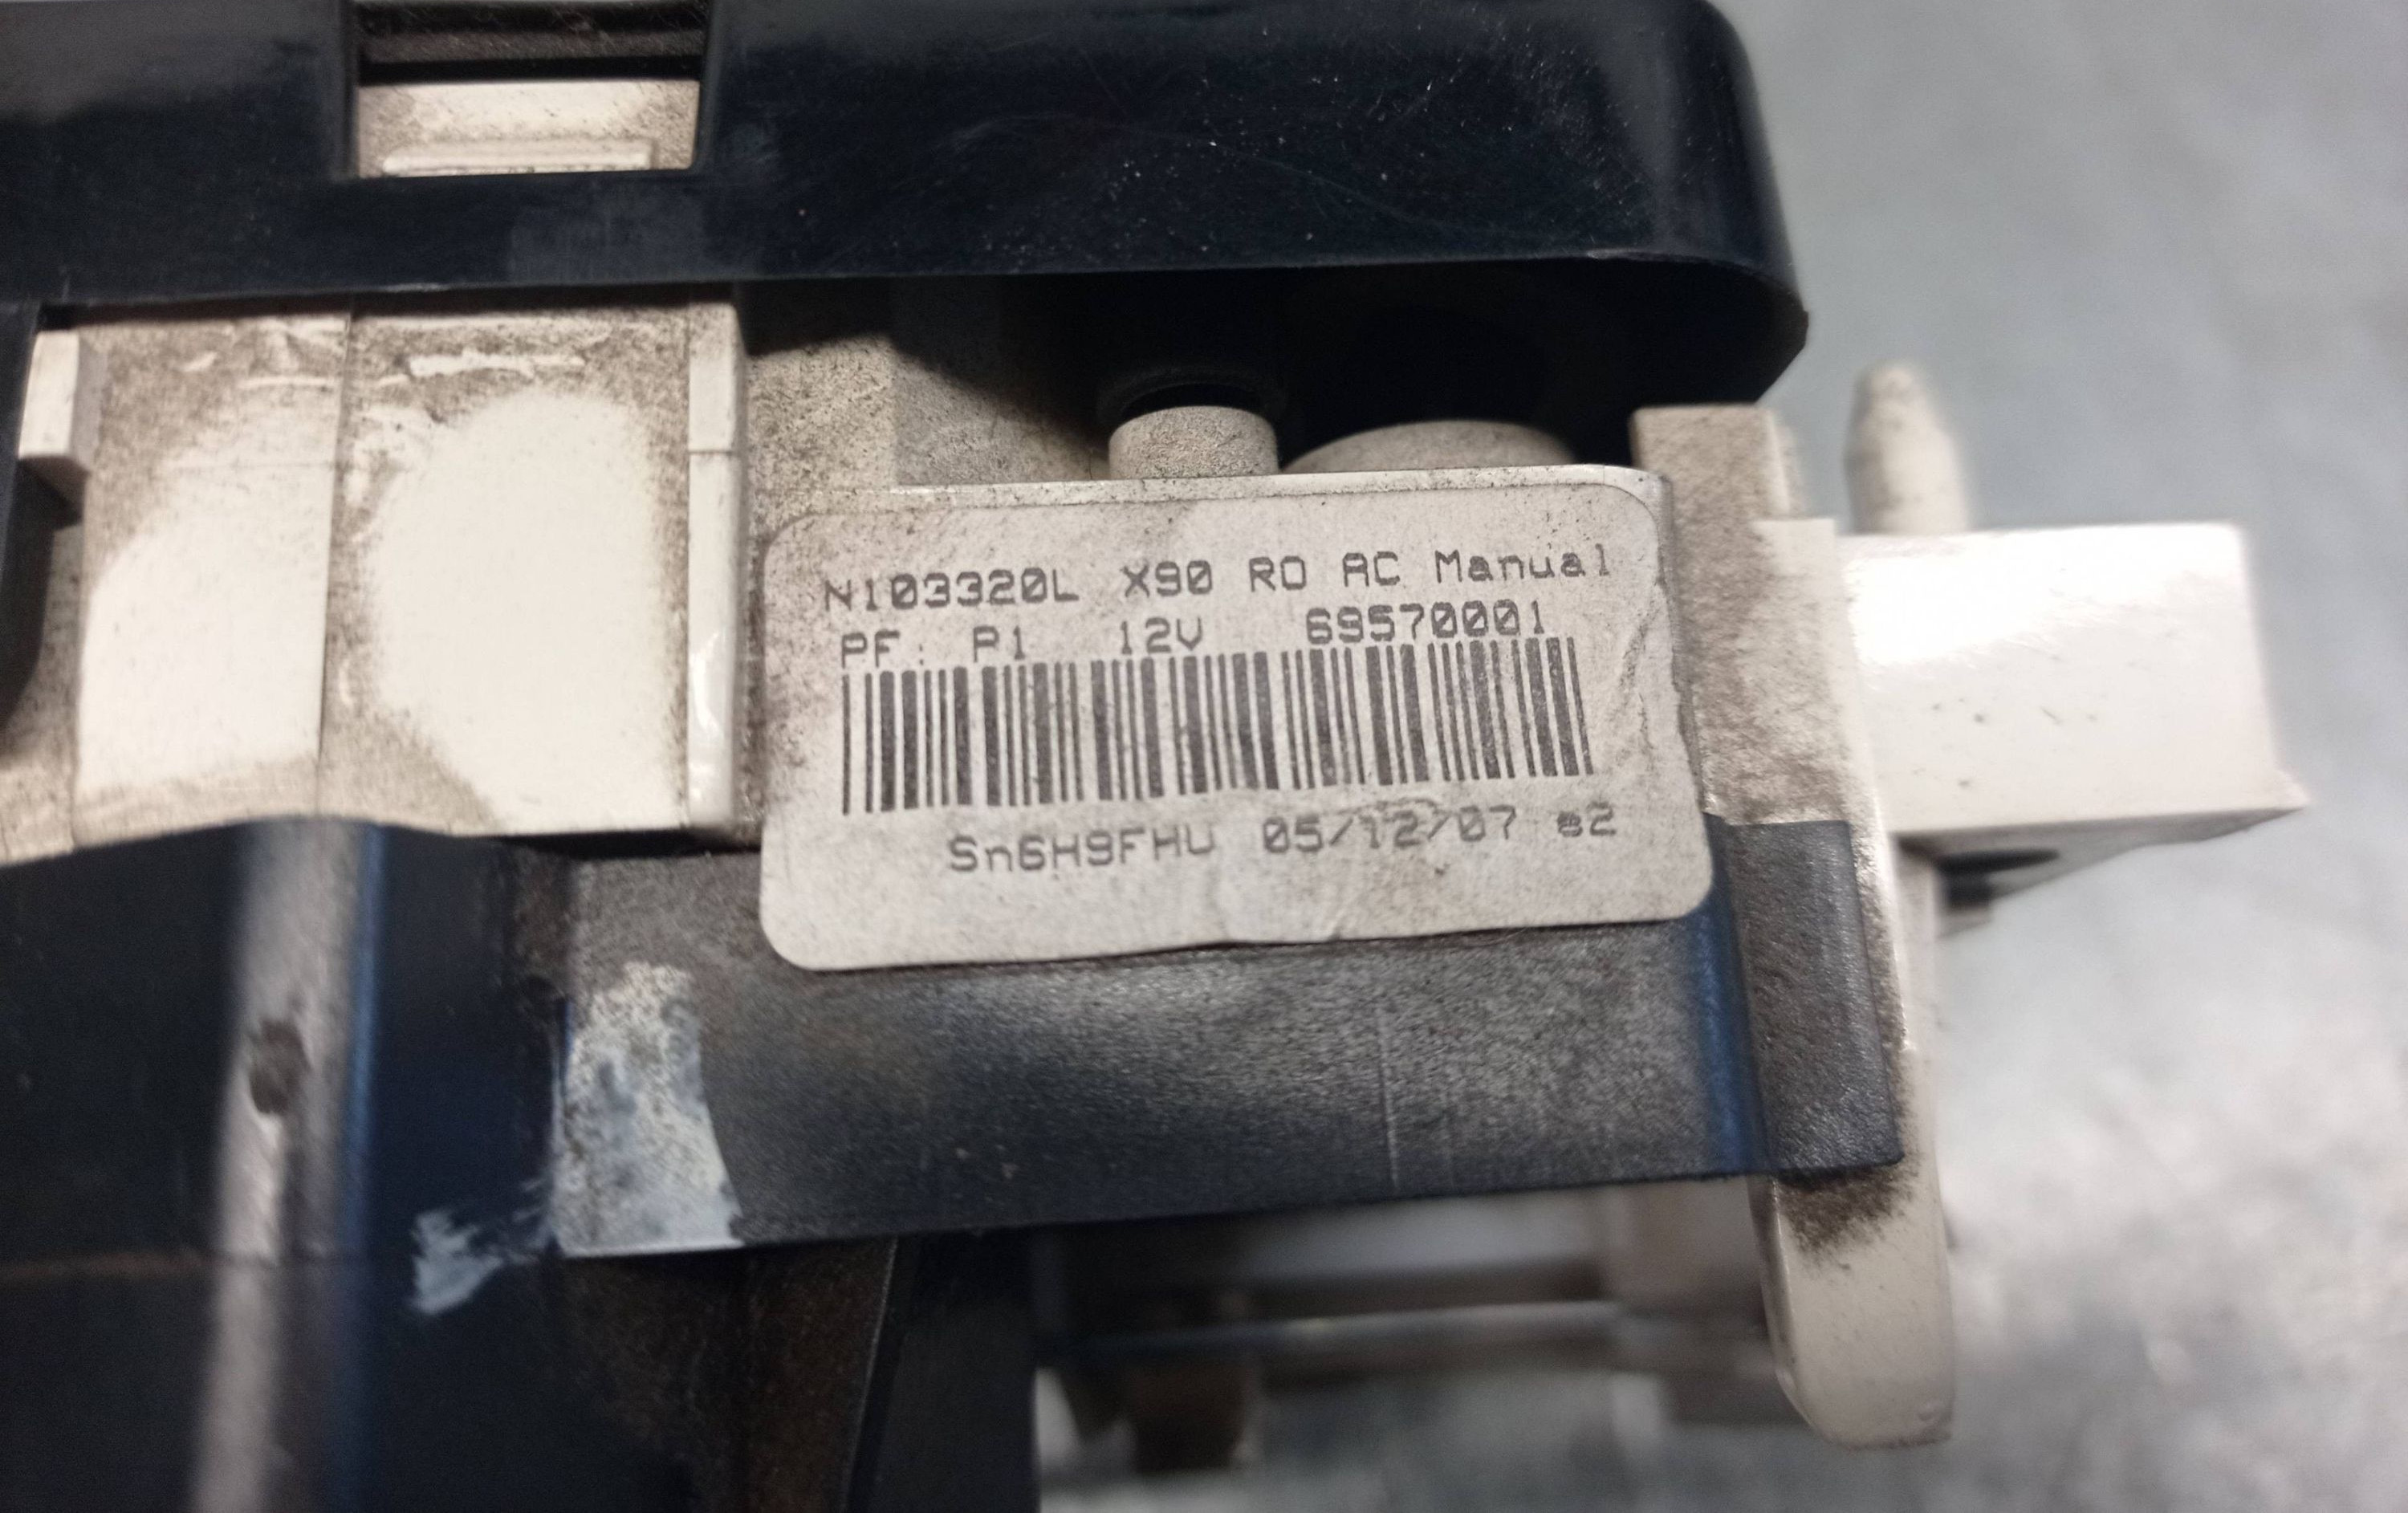 N103320L X90 RO AC Manual
PF: P1 12V 69570001
Sn6H9FHU 05/12/07 e2